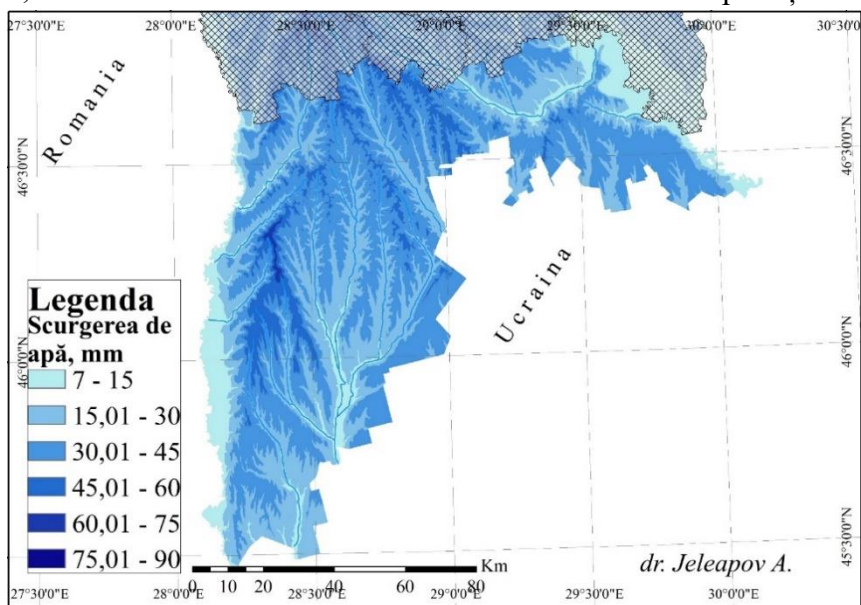 27°30'0"E 28°0'0"E 28°30'0"E 29°0'0"E 29°30'0"E 30°0'0"E 30°30'
Romania
46°30'0"N
46°30'0"N
Ucraina
Legenda
Scurgerea de
apă, mm
7 - 15
15,01 - 30
30,01 - 45
45,01 - 60
60,01 - 75
75,01 - 90
46°0'0"N
46°0'0"N
45°30'0"N
Km
0 10 20 40 60 80
dr. Jeleapov A.
27°30'0"E 28°0'0"E 28°30'0"E 29°0'0"E 29°30'0"E 30°0'0"E